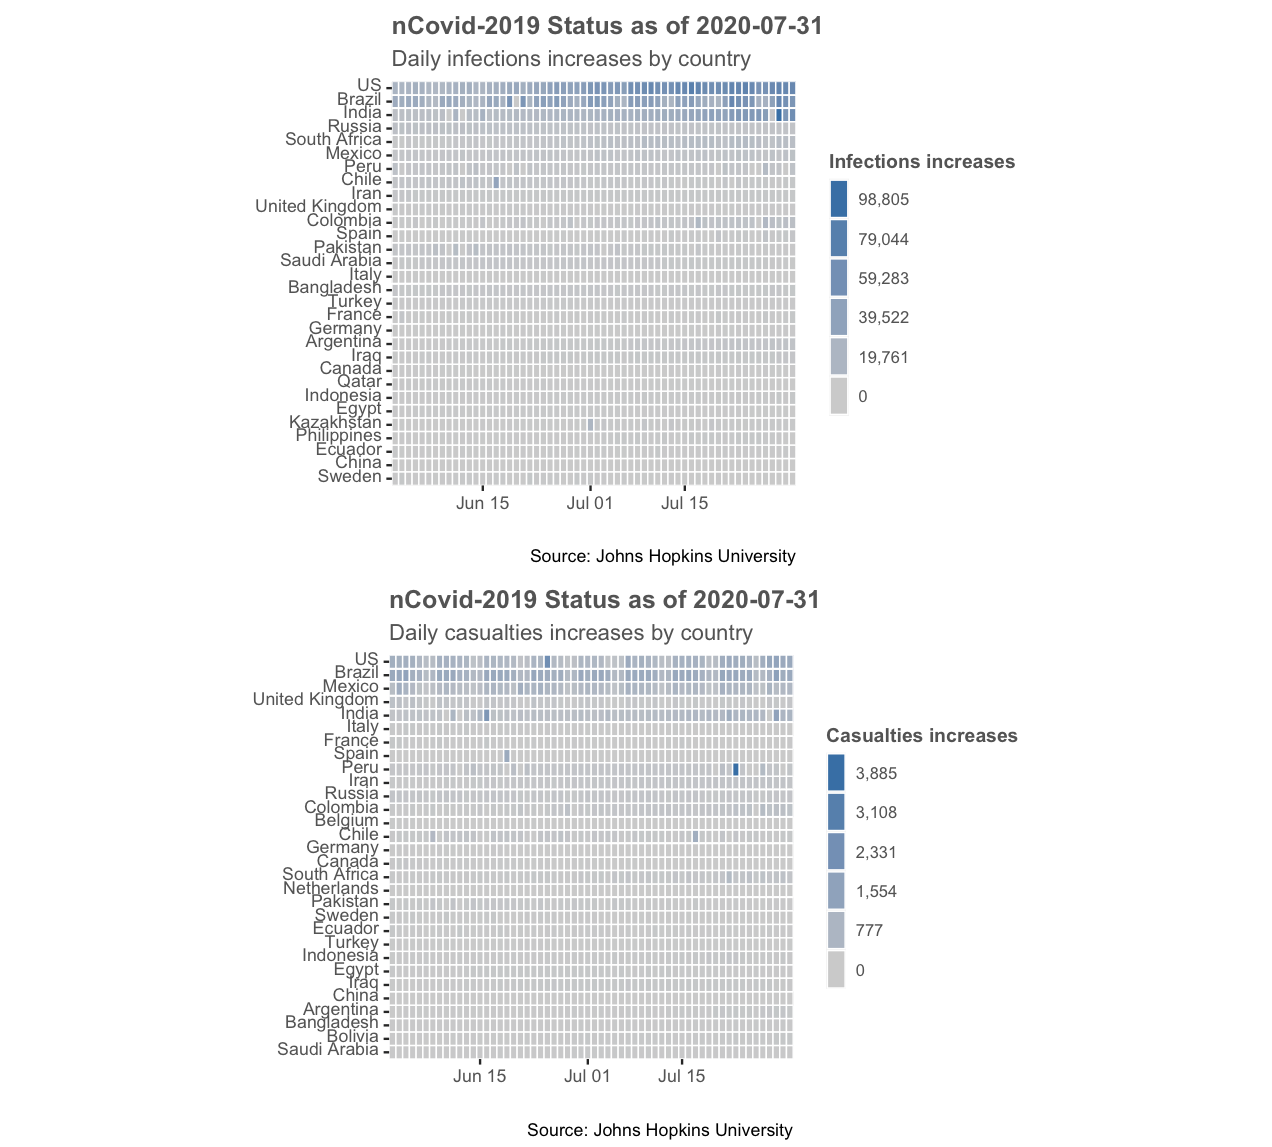 nCovid-2019 Status as of 2020-07-31
Daily infections increases by country
US
Brazil
India
Russia
South Africa
Mexico
Peru
Chile
Iran
United Kingdom
Colombia
Spain
Pakistan
Saudi Arabia
Italy
Bangladesh
Turkey
France
Germany
Argentina
Iraq
Canada
Qatar
Indonesia
Egypt
Kazakhstan
Philippines
Ecuador
China
Sweden
Jun 15 Jul 01 Jul 15
Infections increases
98,805
79,044
59,283
39,522
19,761
0
Source: Johns Hopkins University
nCovid-2019 Status as of 2020-07-31
Daily casualties increases by country
US
Brazil
Mexico
United Kingdom
India
Italy
France
Spain
Peru
Iran
Russia
Colombia
Belgium
Chile
Germany
Canada
South Africa
Netherlands
Pakistan
Sweden
Ecuador
Turkey
Indonesia
Egypt
Iraq
China
Argentina
Bangladesh
Bolivia
Saudi Arabia
Jun 15 Jul 01 Jul 15
Casualties increases
3,885
3,108
2,331
1,554
777
0
Source: Johns Hopkins University